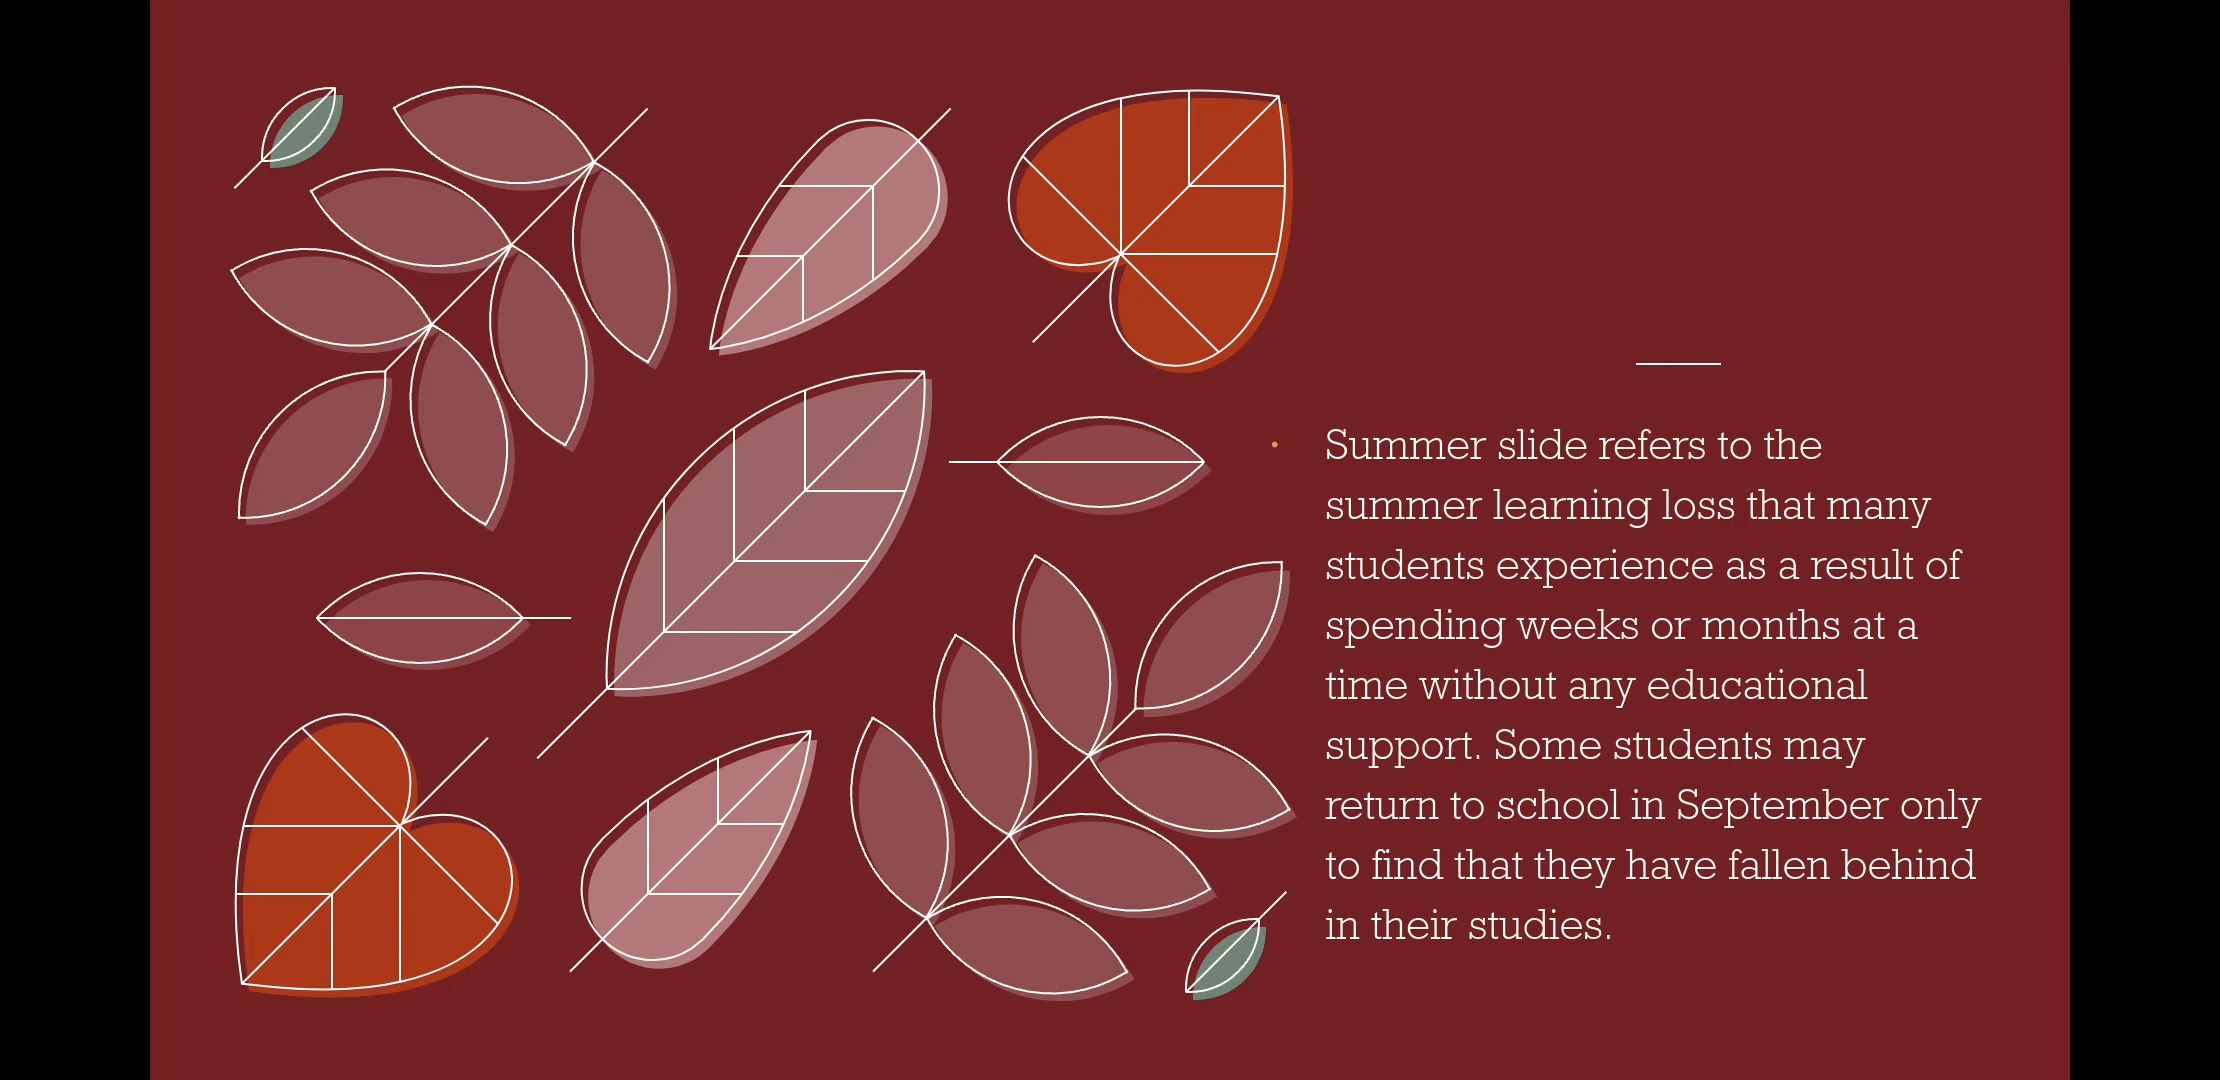 Summer slide refers to the
summer learning loss that many
students experience as a result of
spending weeks or months at a
time without any educational
support. Some students may
return to school in September only
to find that they have fallen behind
in their studies.